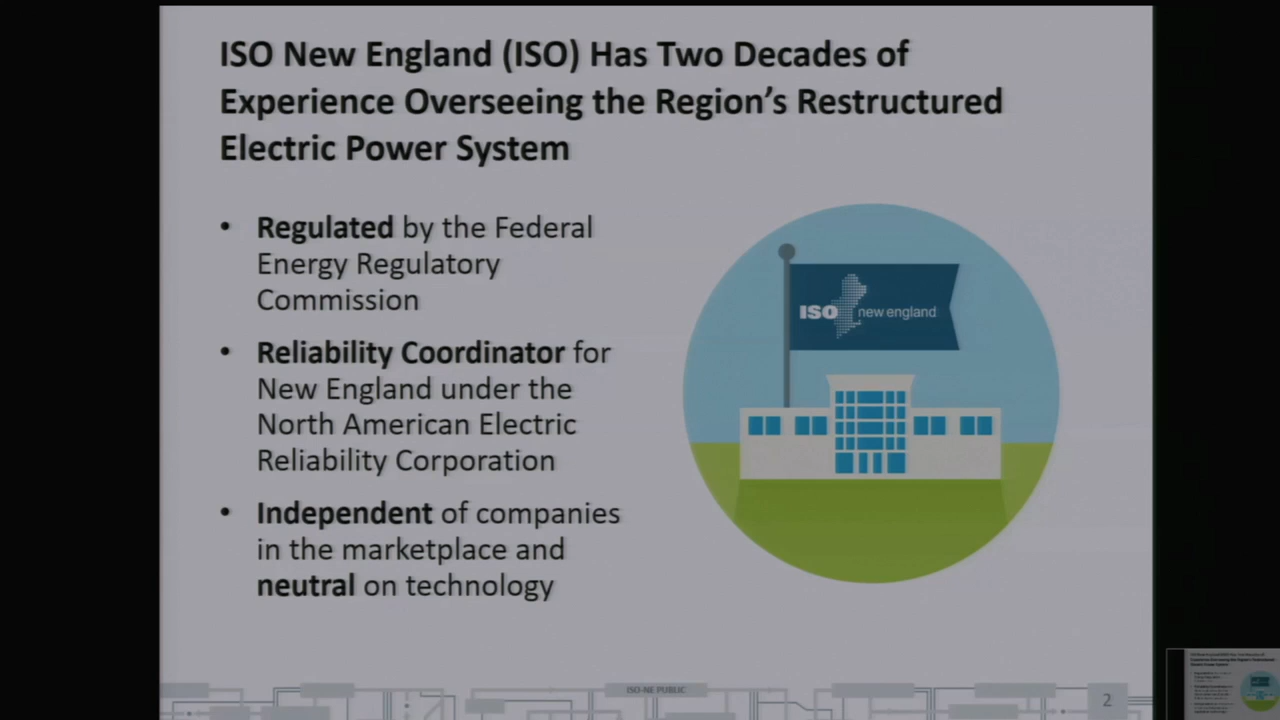 ISO New England (ISO) Has Two Decades of
Experience Overseeing the Region's Restructured
Electric Power System
• Regulated by the Federal
Energy Regulatory
Commission
• Reliability Coordinator for
New England under the
North American Electric
Reliability Corporation
• Independent of companies
in the marketplace and
neutral on technology
ISO new england
ISO-NE PUBLIC
2